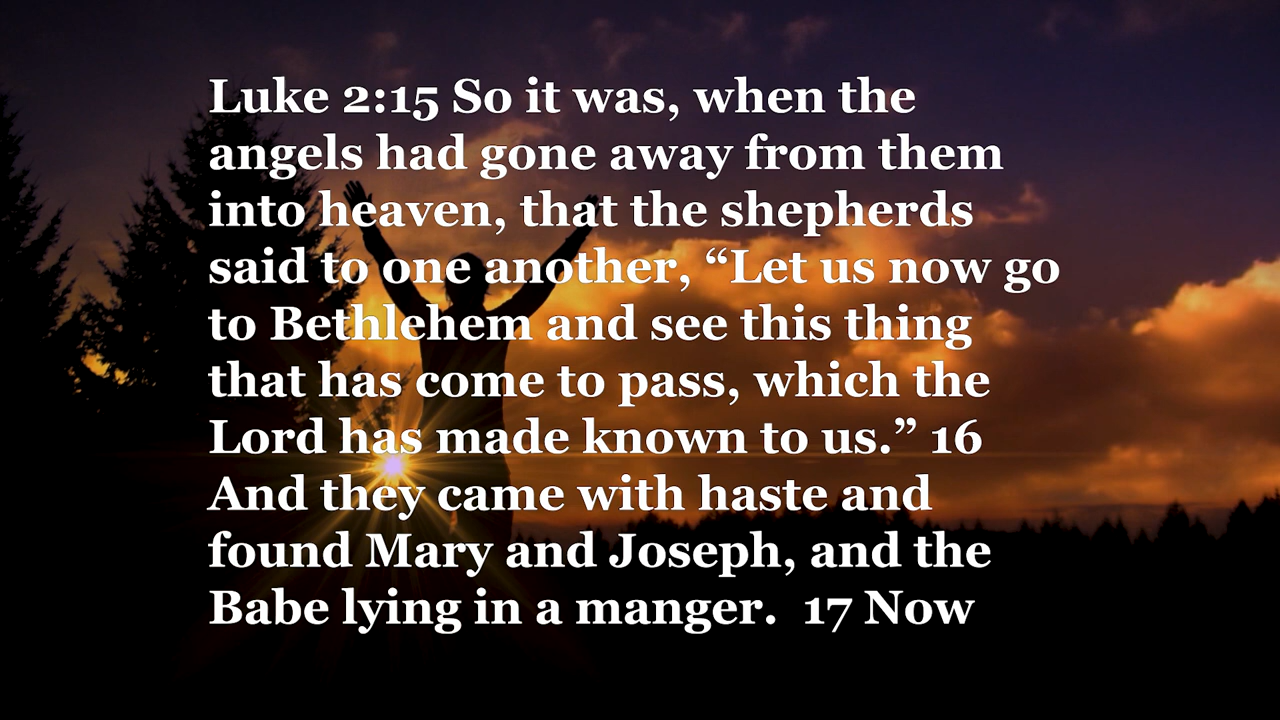 Luke 2:15 So it was, when the
angels had gone away from them
into heaven, that the shepherds
said to one another, “Let us now go
to Bethlehem and see this thing
that has come to pass, which the
Lord has made known to us.” 16
And they came with haste and
found Mary and Joseph, and the
Babe lying in a manger.  17 Now